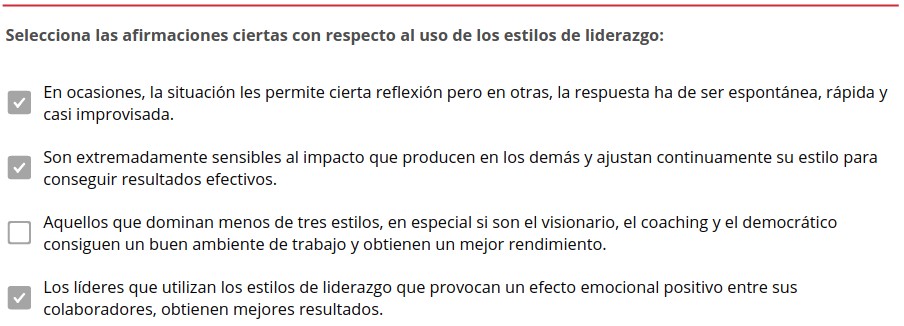 Selecciona las afirmaciones ciertas con respecto al uso de los estilos de liderazgo:
En ocasiones, la situación les permite cierta reflexión pero en otras, la respuesta ha de ser espontánea, rápida y
casi improvisada.
Son extremadamente sensibles al impacto que producen en los demás y ajustan continuamente su estilo para
conseguir resultados efectivos.
Aquellos que dominan menos de tres estilos, en especial si son el visionario, el coaching y el democrático
consiguen un buen ambiente de trabajo y obtienen un mejor rendimiento.
Los líderes que utilizan los estilos de liderazgo que provocan un efecto emocional positivo entre sus
colaboradores, obtienen mejores resultados.